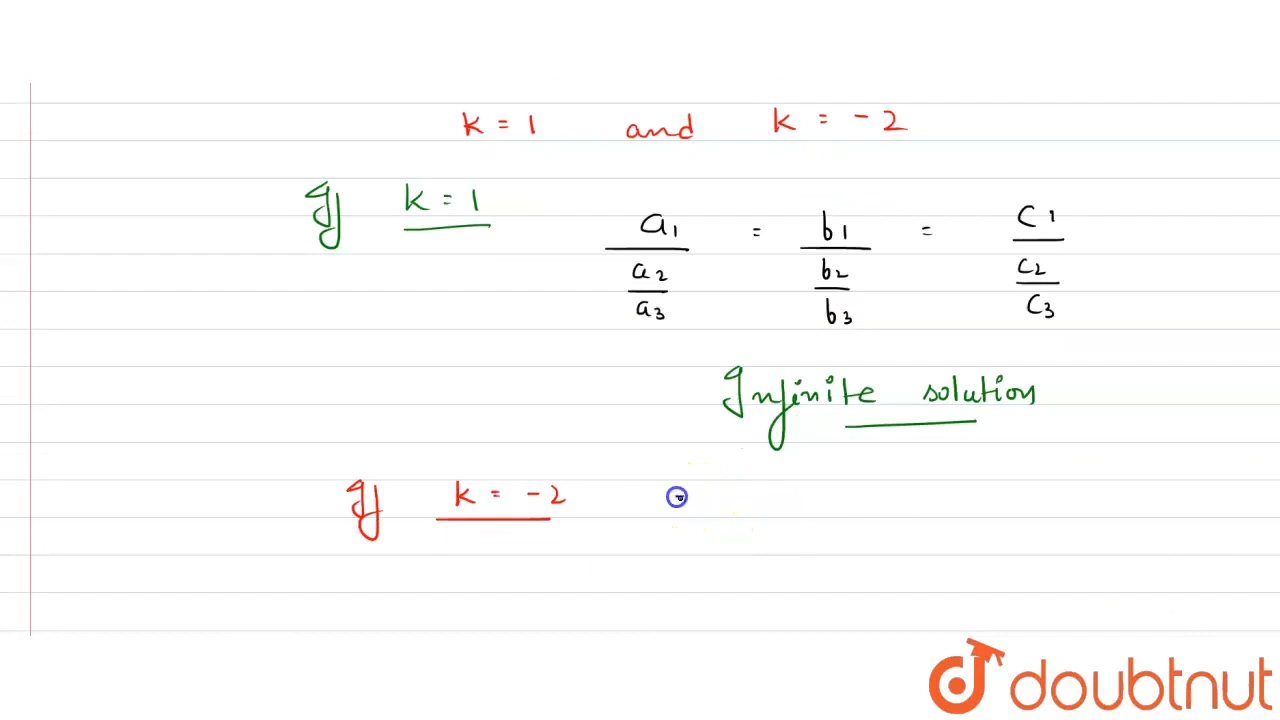 k = 1 and k = -2
If k = 1
a1 = b1 = c1
a2 b2 c2
a3 b3 c3
Infinite solution
If k = -2
doubtnut